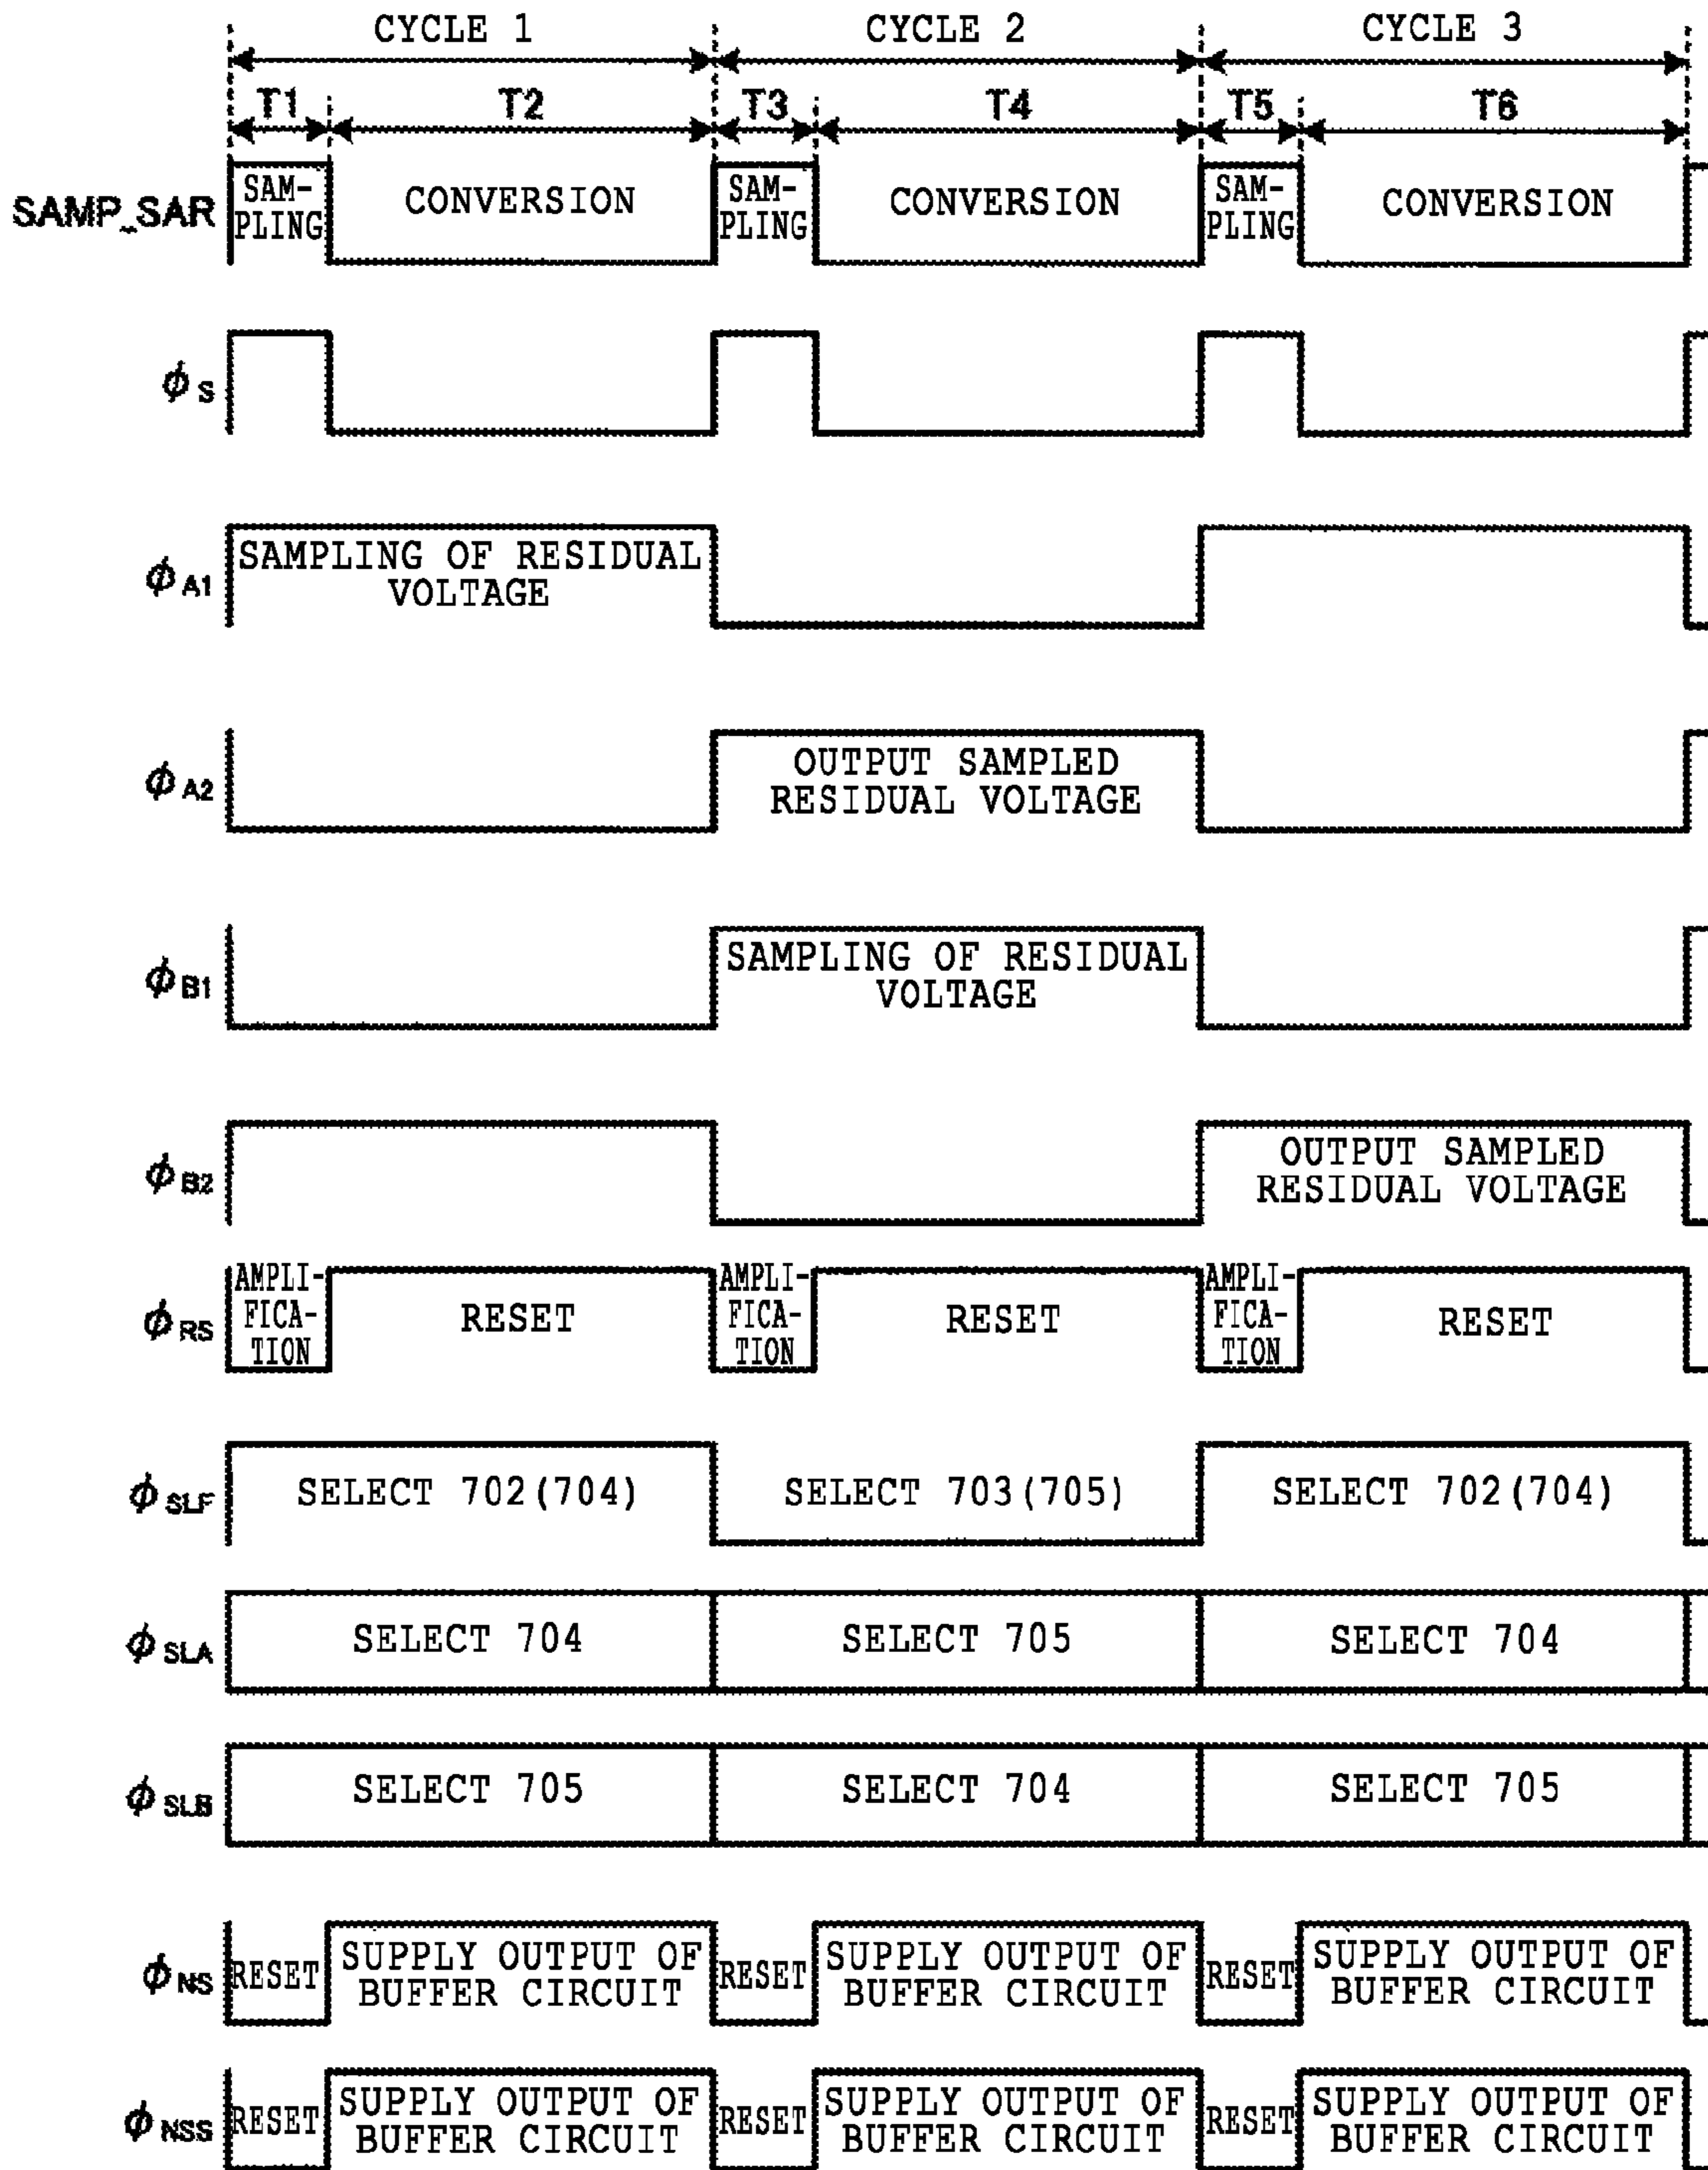 CYCLE 1 CYCLE 2 CYCLE 3
T1 T2 T3 T4 T5 T6
SAMP_SAR
SAM-
PLING
CONVERSION
SAM-
PLING
CONVERSION
SAM-
PLING
CONVERSION
ϕS
ϕA1
SAMPLING OF RESIDUAL
VOLTAGE
ϕA2
OUTPUT SAMPLED
RESIDUAL VOLTAGE
ϕB1
SAMPLING OF RESIDUAL
VOLTAGE
ϕB2
OUTPUT SAMPLED
RESIDUAL VOLTAGE
ϕRS
AMPLI-
FICA-
TION
RESET
AMPLI-
FICA-
TION
RESET
AMPLI-
FICA-
TION
RESET
ϕSLF
SELECT 702(704)
SELECT 703(705)
SELECT 702(704)
ϕSLA
SELECT 704
SELECT 705
SELECT 704
ϕSLB
SELECT 705
SELECT 704
SELECT 705
ϕNS
RESET
SUPPLY OUTPUT OF
BUFFER CIRCUIT
RESET
SUPPLY OUTPUT OF
BUFFER CIRCUIT
RESET
SUPPLY OUTPUT OF
BUFFER CIRCUIT
ϕNSS
RESET
SUPPLY OUTPUT OF
BUFFER CIRCUIT
RESET
SUPPLY OUTPUT OF
BUFFER CIRCUIT
RESET
SUPPLY OUTPUT OF
BUFFER CIRCUIT